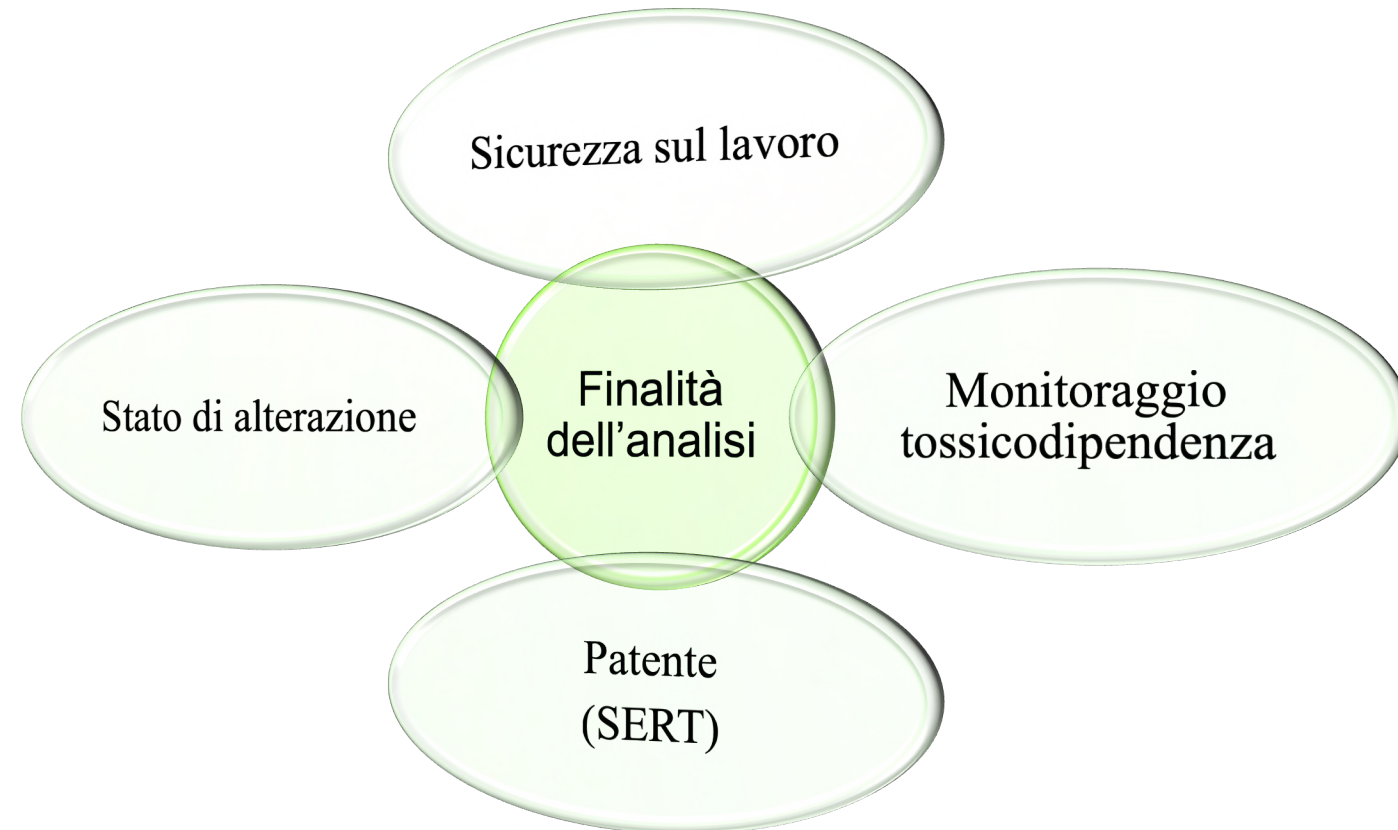 Sicurezza sul lavoro
Stato di alterazione
Finalità
dell’analisi
Monitoraggio
tossicodipendenza
Patente
(SERT)